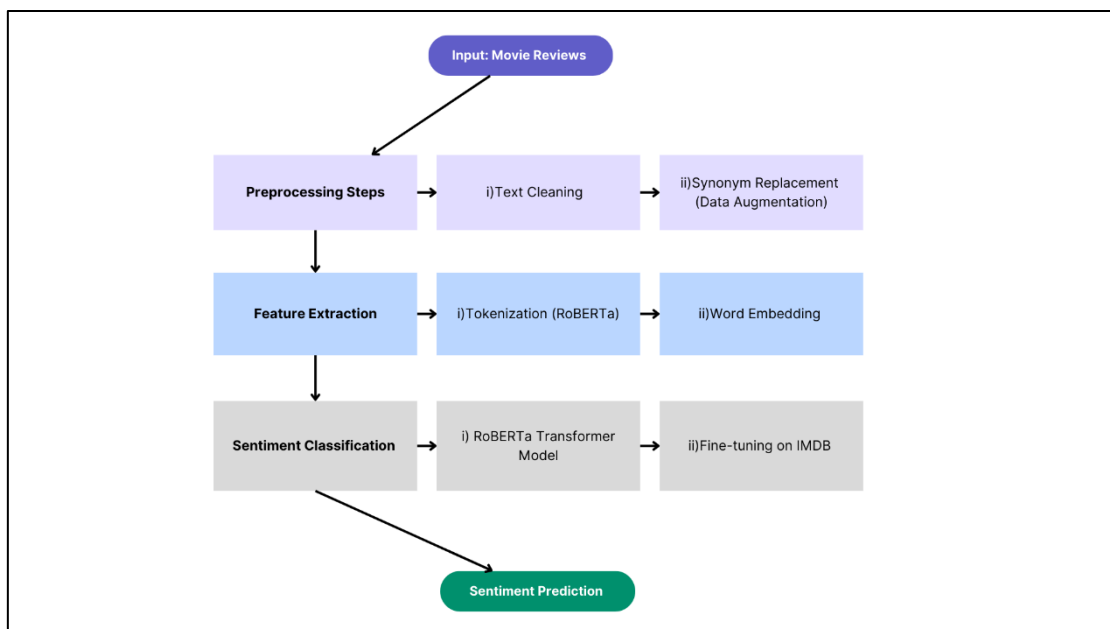 Input: Movie Reviews
Preprocessing Steps
i)Text Cleaning
ii)Synonym Replacement
(Data Augmentation)
Feature Extraction
i)Tokenization (RoBERTa)
ii)Word Embedding
Sentiment Classification
i) RoBERTa Transformer
Model
ii)Fine-tuning on IMDB
Sentiment Prediction